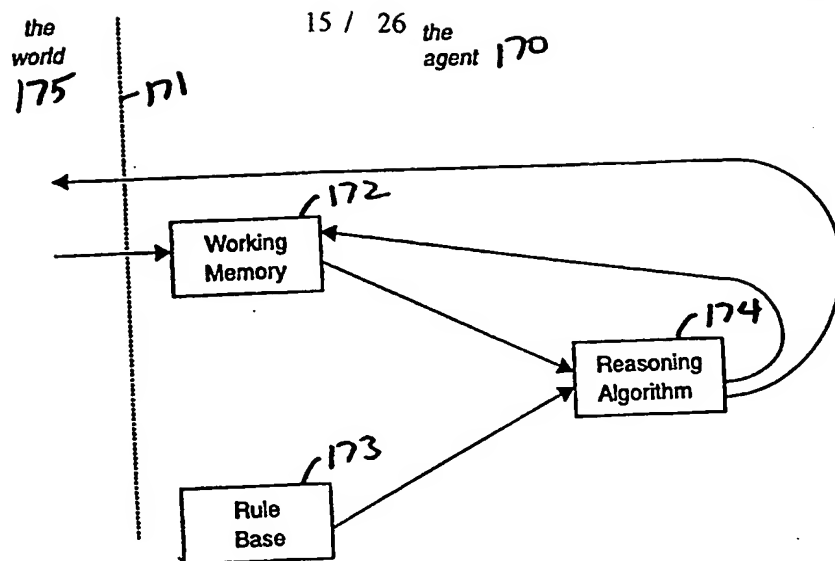 15 / 26
the
world
175
171
the
agent 170
172
Working
Memory
174
Reasoning
Algorithm
173
Rule
Base